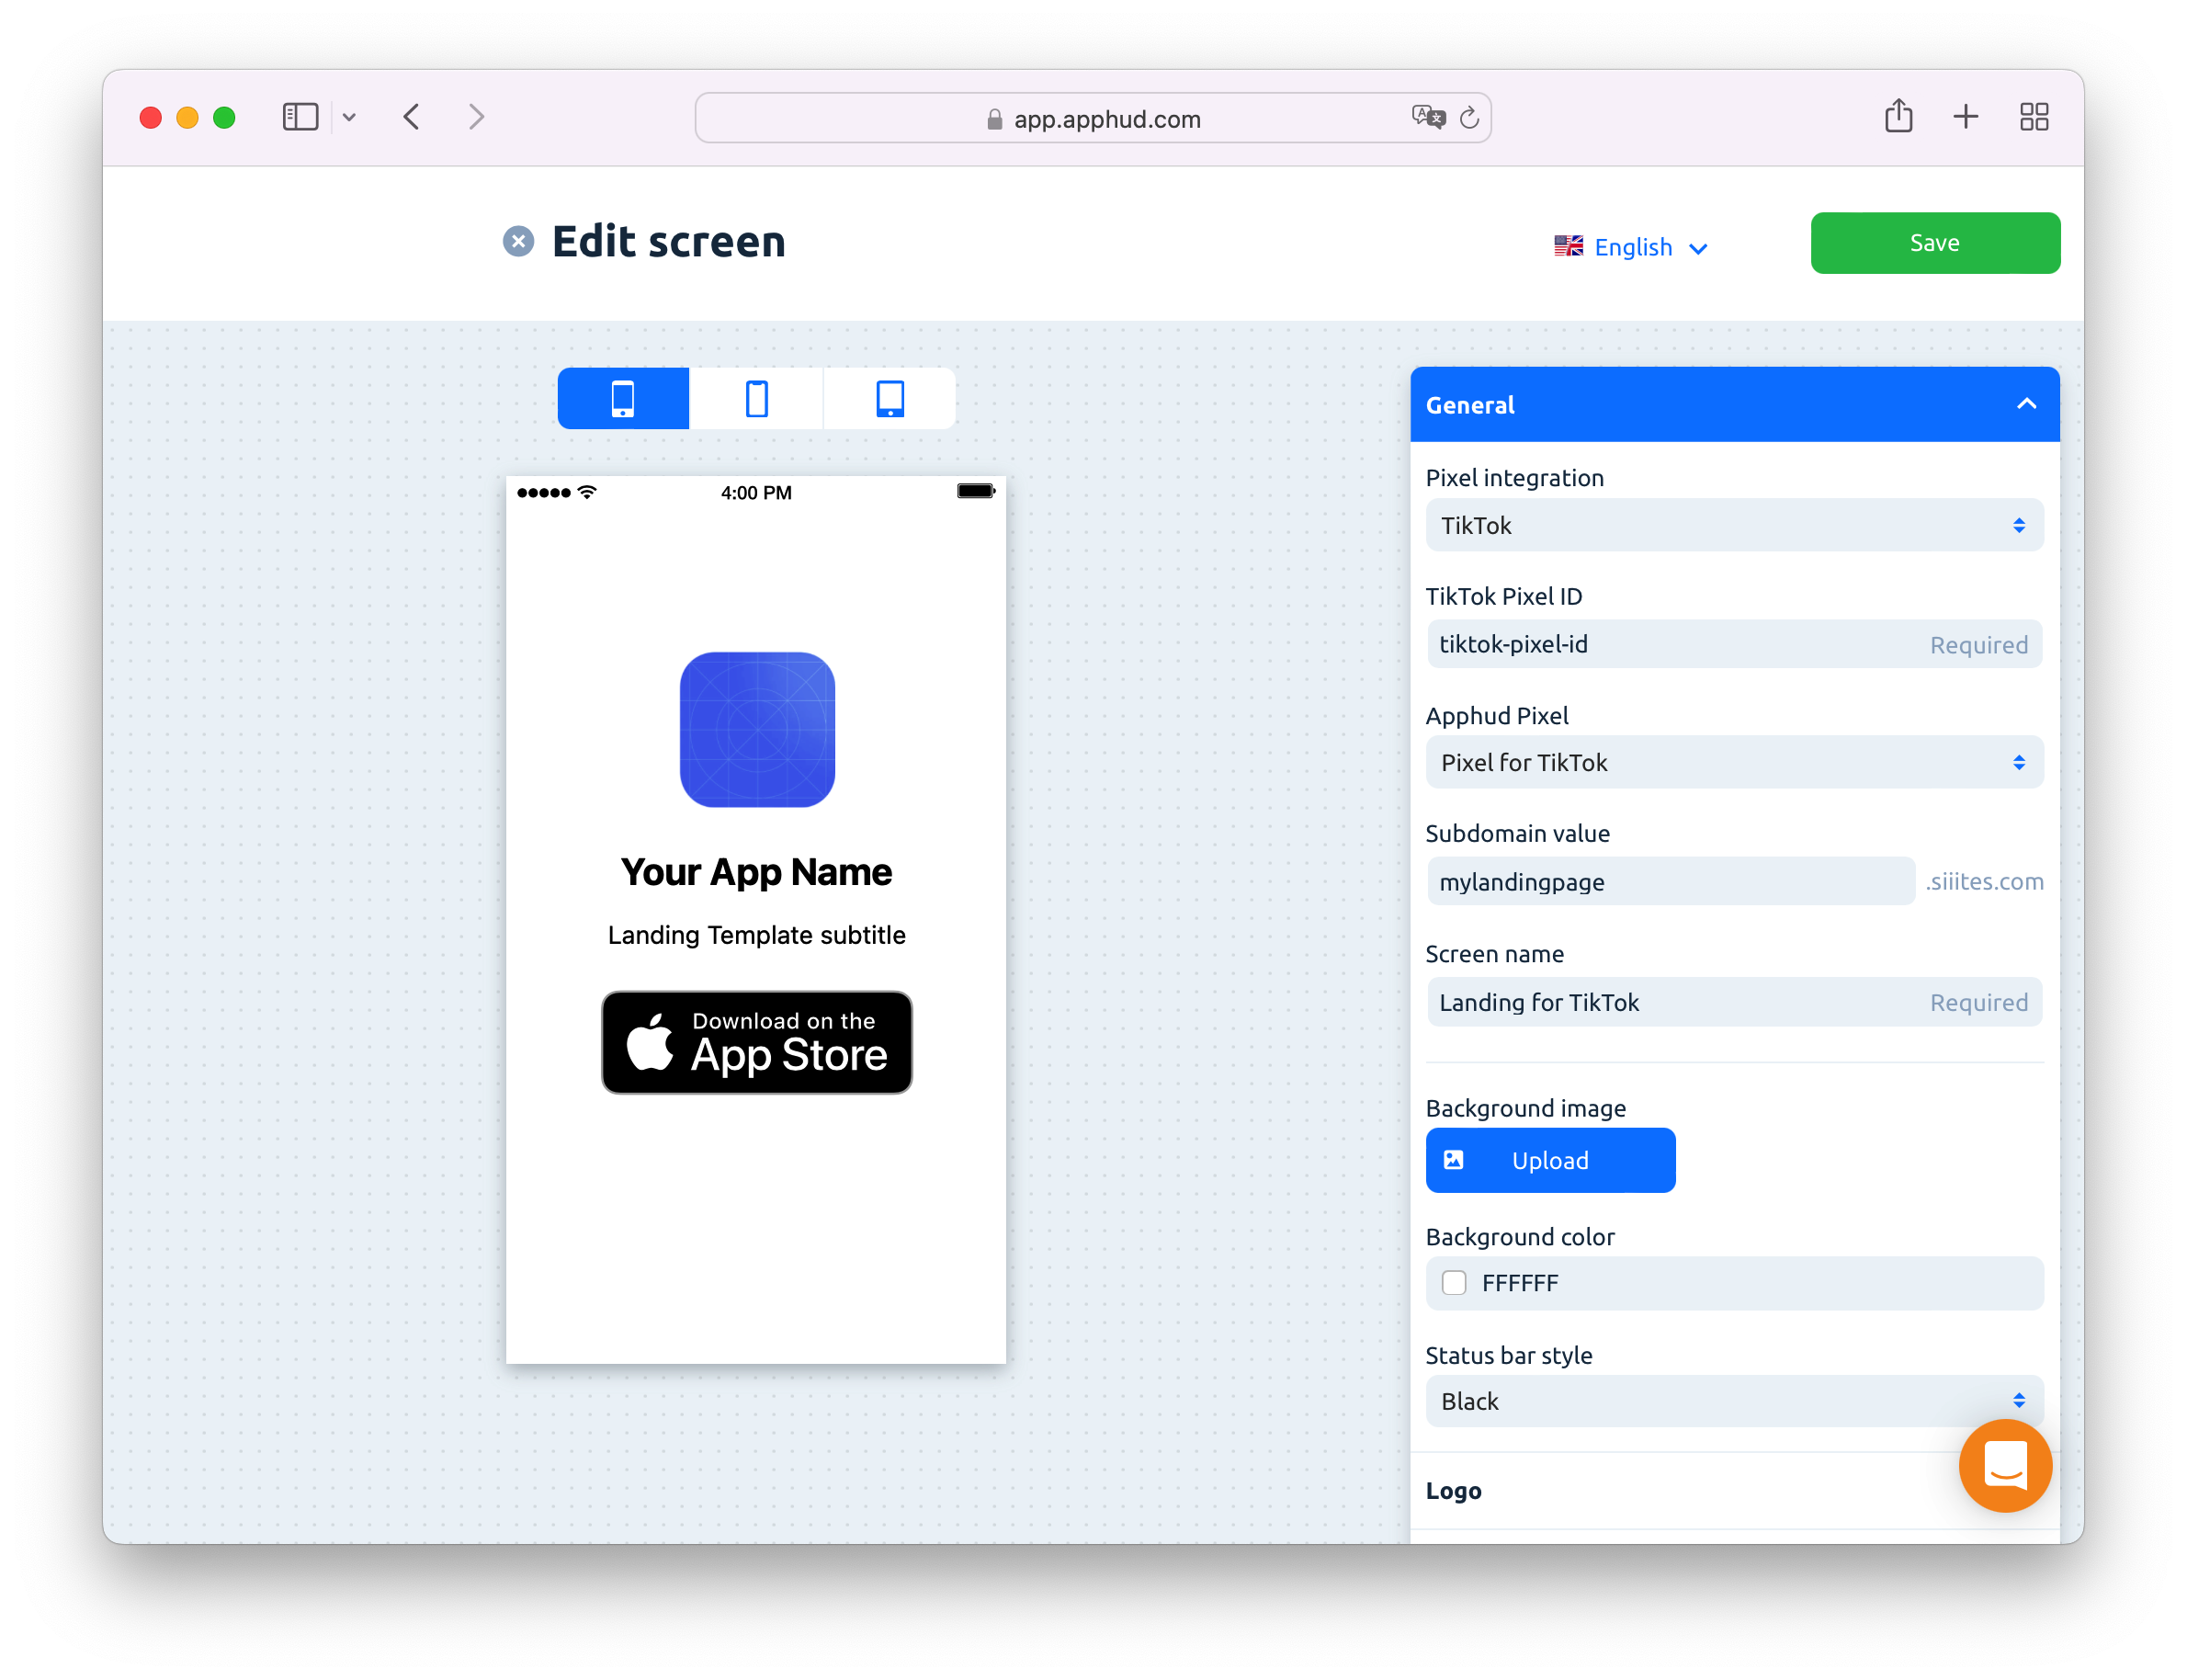 app.apphud.com
Edit screen
English
Save
4:00 PM
Your App Name
Landing Template subtitle
Download on the
App Store
General
Pixel integration
TikTok
TikTok Pixel ID
tiktok-pixel-id Required
Apphud Pixel
Pixel for TikTok
Subdomain value
mylandingpage .siiites.com
Screen name
Landing for TikTok Required
Background image
Upload
Background color
FFFFFF
Status bar style
Black
Logo